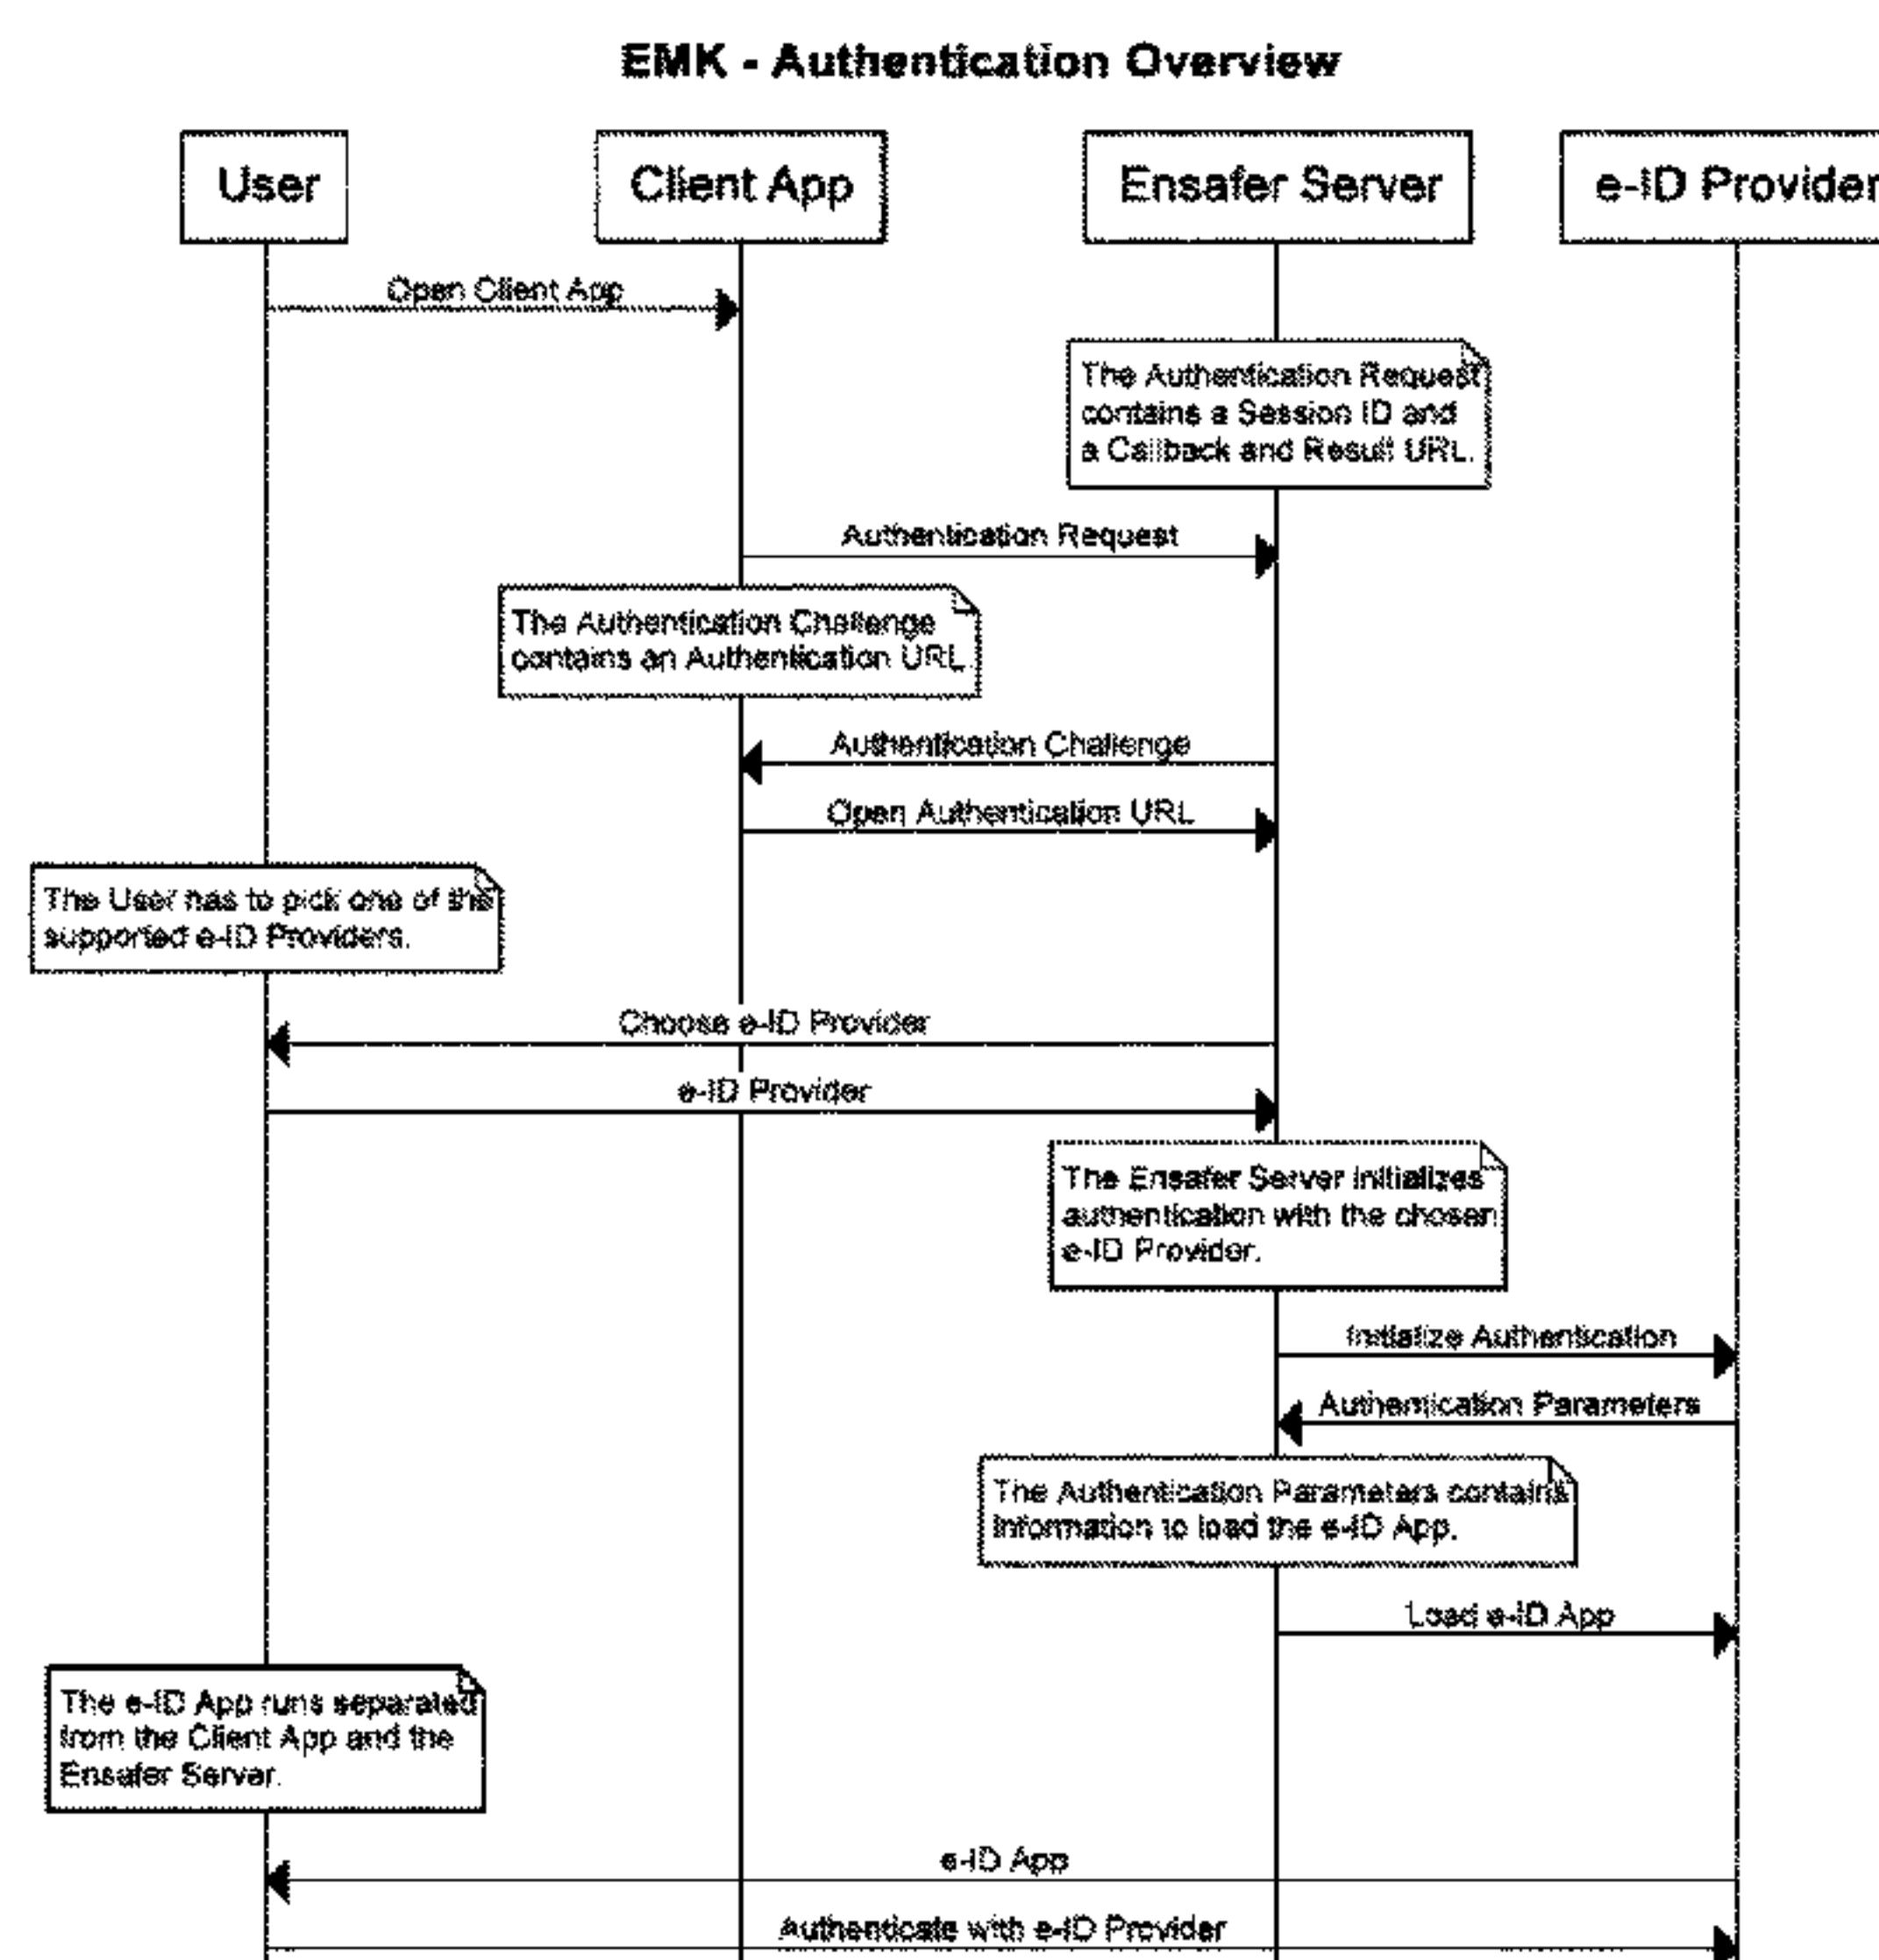 EMK - Authentication Overview
User
Client App
Ensafer Server
e-ID Provider
Open Client App
The Authentication Request
contains a Session ID and
a Callback and Result URL.
Authentication Request
The Authentication Challenge
contains an Authentication URL.
Authentication Challenge
Open Authentication URL
The User has to pick one of the
supported e-ID Providers.
Choose e-ID Provider
e-ID Provider
The Ensafer Server initializes
authentication with the chosen
e-ID Provider.
Initialize Authentication
Authentication Parameters
The Authentication Parameters contains
information to load the e-ID App.
Load e-ID App
The e-ID App runs separated
from the Client App and the
Ensafer Server.
e-ID App
Authenticate with e-ID Provider